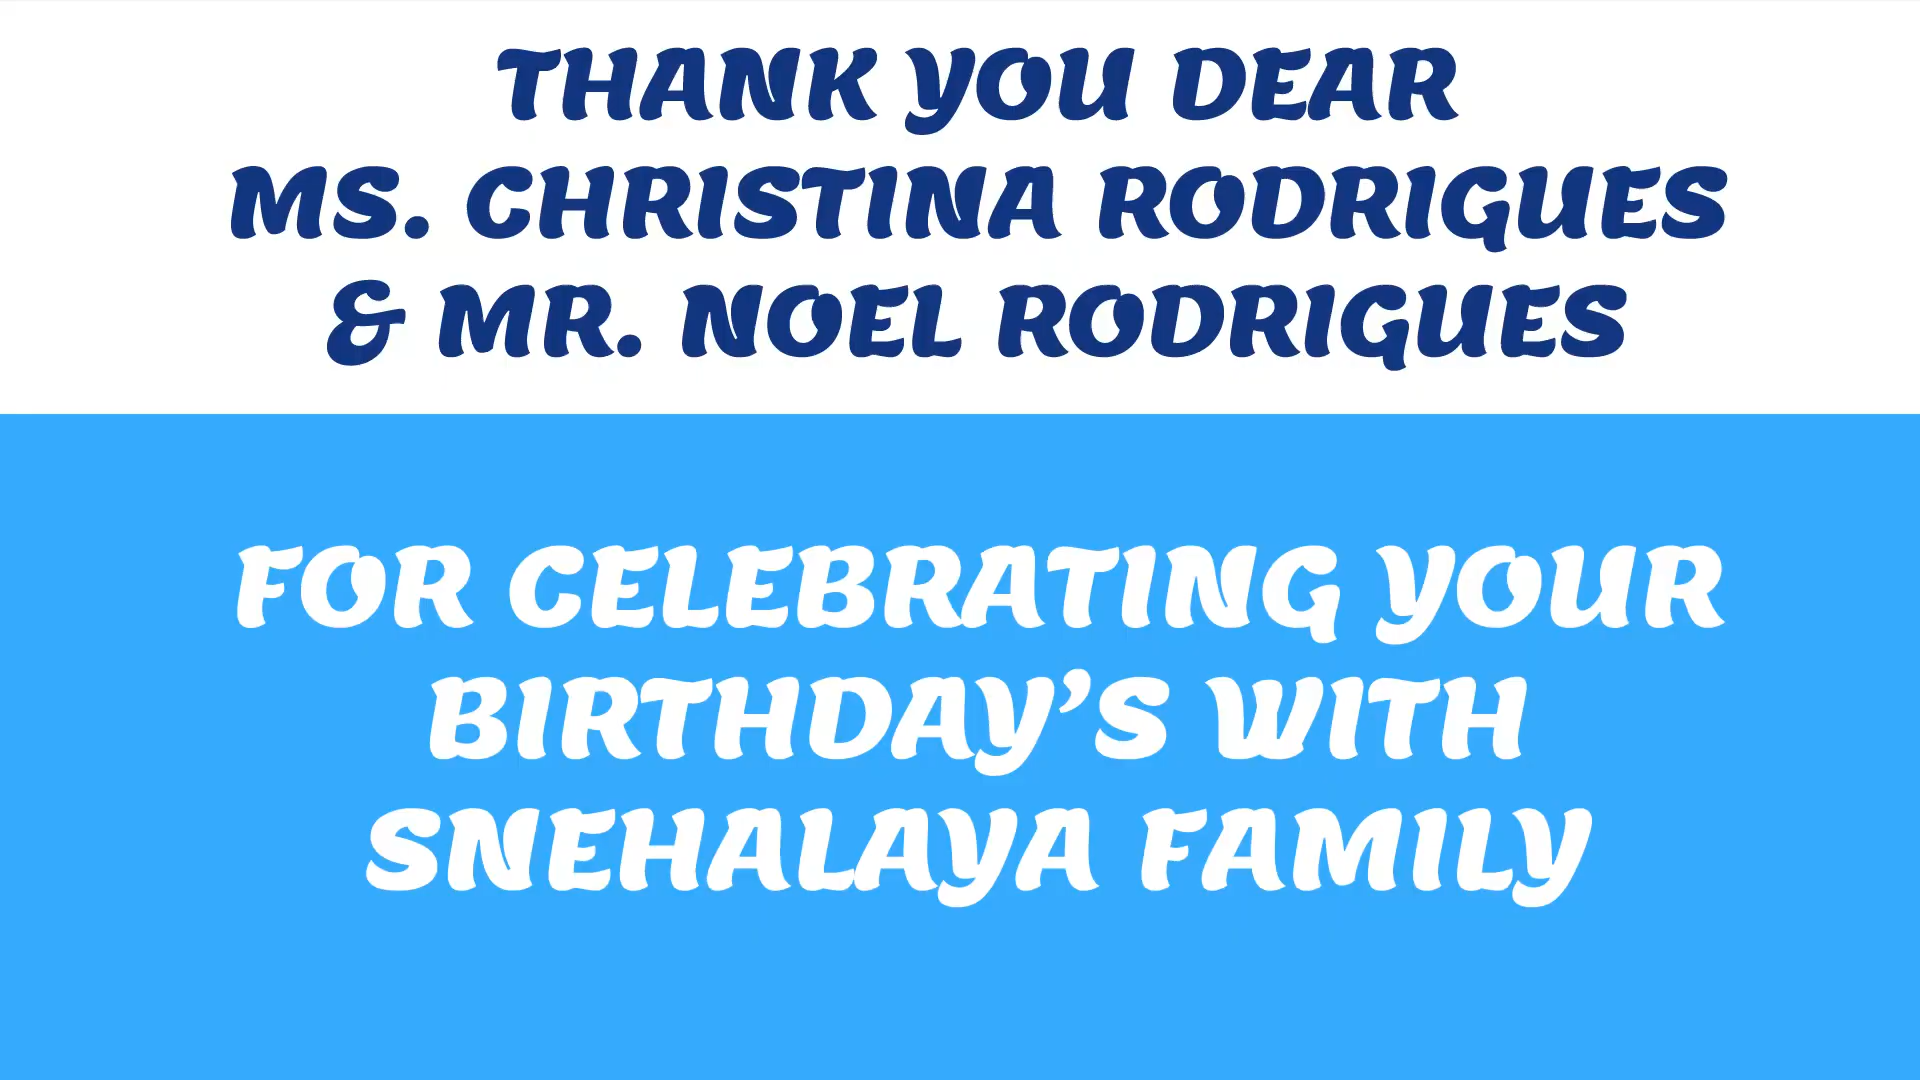 THANK YOU DEAR
MS. CHRISTINA RODRIGUES
& MR. NOEL RODRIGUES
FOR CELEBRATING YOUR
BIRTHDAY’S WITH
SNEHALAYA FAMILY